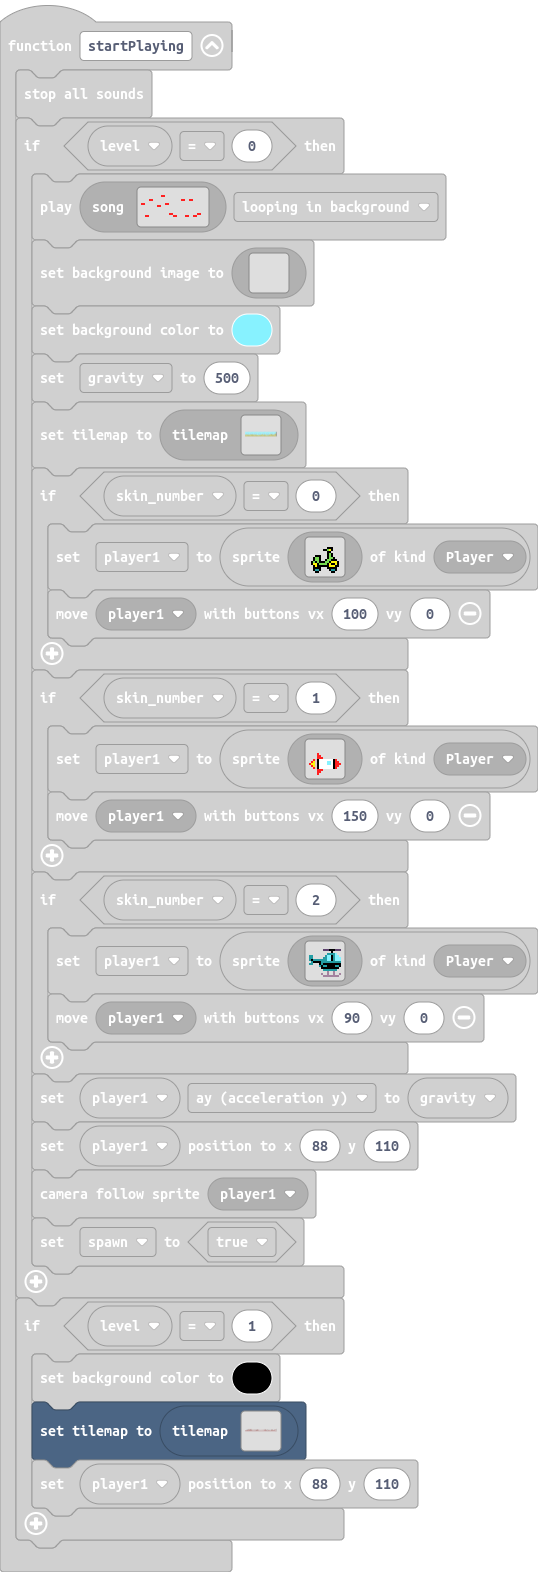 function startPlaying
stop all sounds
if level = 0 then
play song looping in background
set background image to
set background color to
set gravity to 500
set tilemap to tilemap
if skin_number = 0 then
set player1 to sprite of kind Player
move player1 with buttons vx 100 vy 0
if skin_number = 1 then
set player1 to sprite of kind Player
move player1 with buttons vx 150 vy 0
if skin_number = 2 then
set player1 to sprite of kind Player
move player1 with buttons vx 90 vy 0
set player1 ay (acceleration y) to gravity
set player1 position to x 88 y 110
camera follow sprite player1
set spawn to true
if level = 1 then
set background color to
set tilemap to tilemap
set player1 position to x 88 y 110